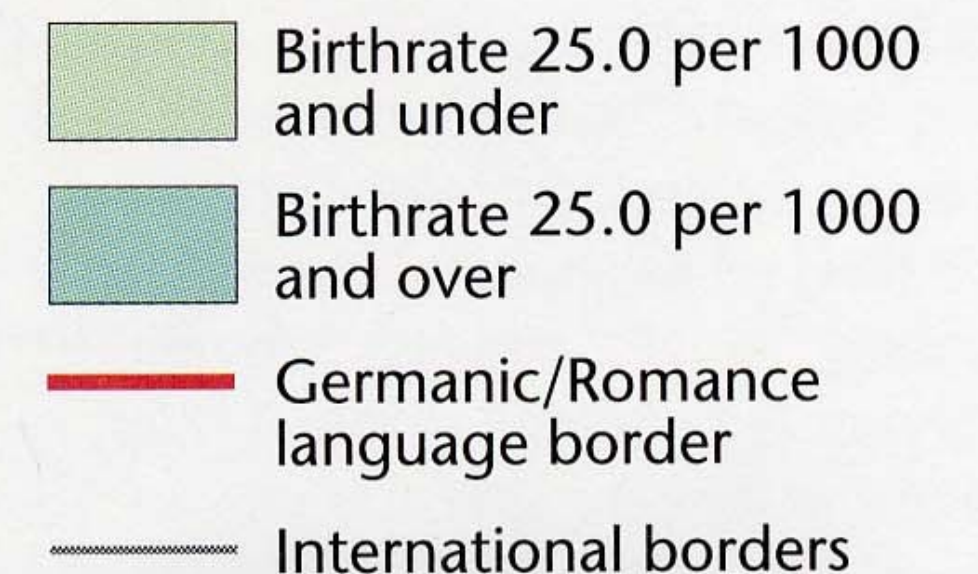 Birthrate 25.0 per 1000
and under
Birthrate 25.0 per 1000
and over
Germanic/Romance
language border
International borders